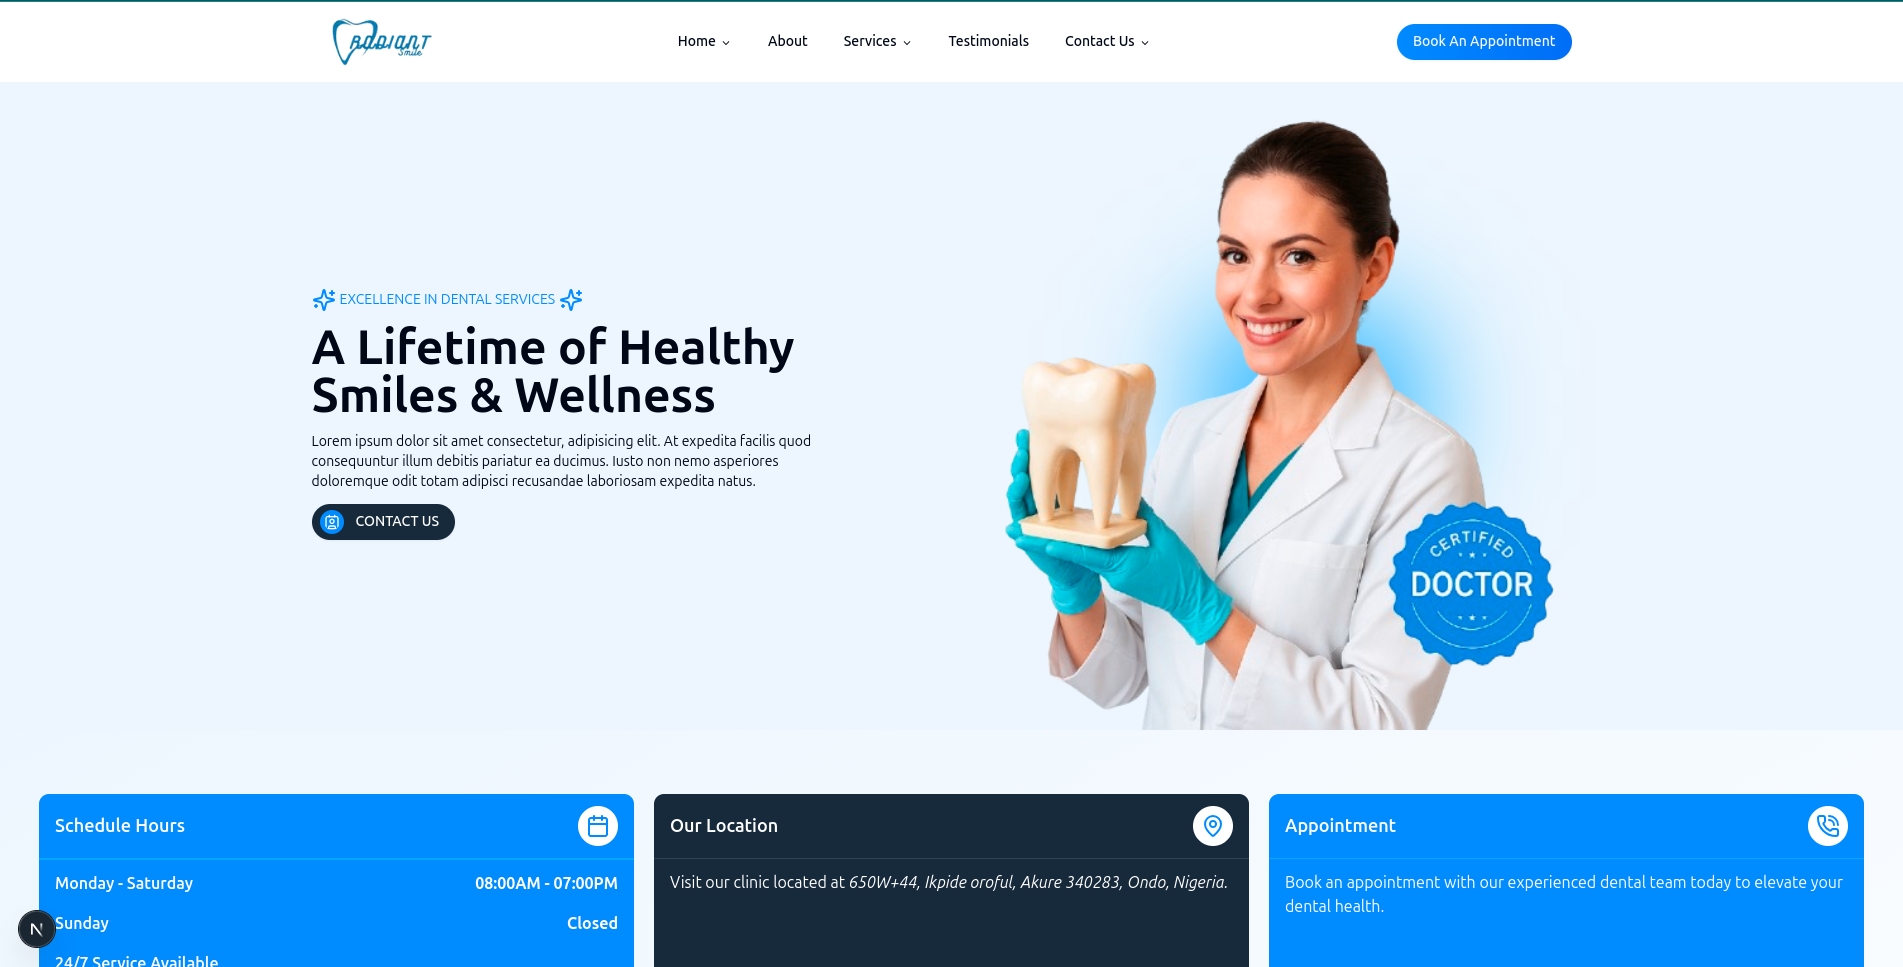 RADIANT
Smile
Home
About
Services
Testimonials
Contact Us
Book An Appointment
EXCELLENCE IN DENTAL SERVICES
A Lifetime of Healthy
Smiles & Wellness
Lorem ipsum dolor sit amet consectetur, adipisicing elit. At expedita facilis quod
consequuntur illum debitis pariatur ea ducimus. Iusto non nemo asperiores
doloremque odit totam adipisci recusandae laboriosam expedita natus.
CONTACT US
CERTIFIED
DOCTOR
Schedule Hours
Monday - Saturday 08:00AM - 07:00PM
Sunday Closed
24/7 Service Available
Our Location
Visit our clinic located at 650W+44, Ikpide oroful, Akure 340283, Ondo, Nigeria.
Appointment
Book an appointment with our experienced dental team today to elevate your
dental health.
N